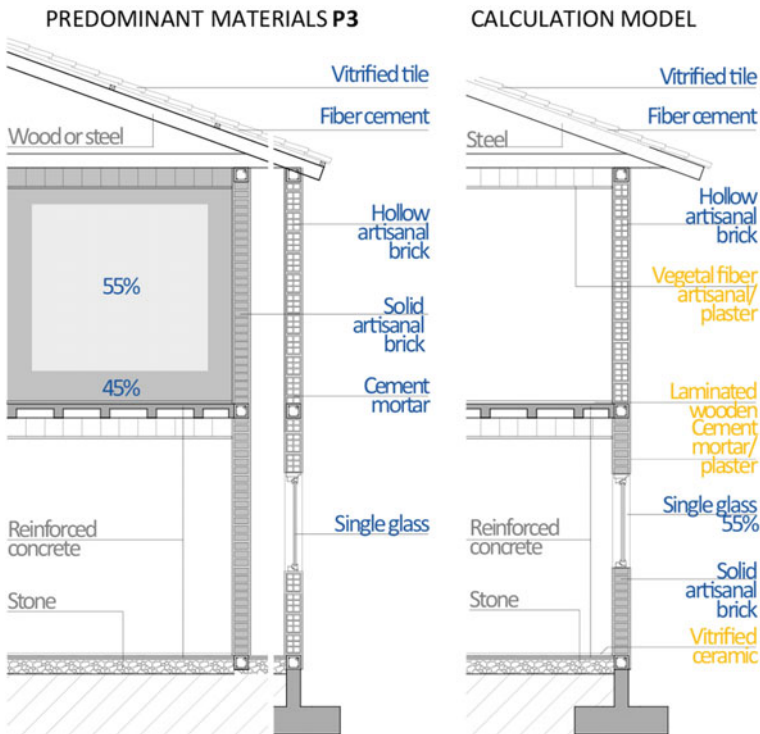 PREDOMINANT MATERIALS P3
Vitrified tile
Fiber cement
Wood or steel
Hollow
artisanal
brick
55%
Solid
artisanal
brick
45%
Cement
mortar
Single glass
Reinforced
concrete
Stone
CALCULATION MODEL
Vitrified tile
Fiber cement
Steel
Hollow
artisanal
brick
Vegetal fiber
artisanal/
plaster
Laminated
wooden
Cement
mortar/
plaster
Single glass
55%
Reinforced
concrete
Solid
artisanal
brick
Stone
Vitrified
ceramic